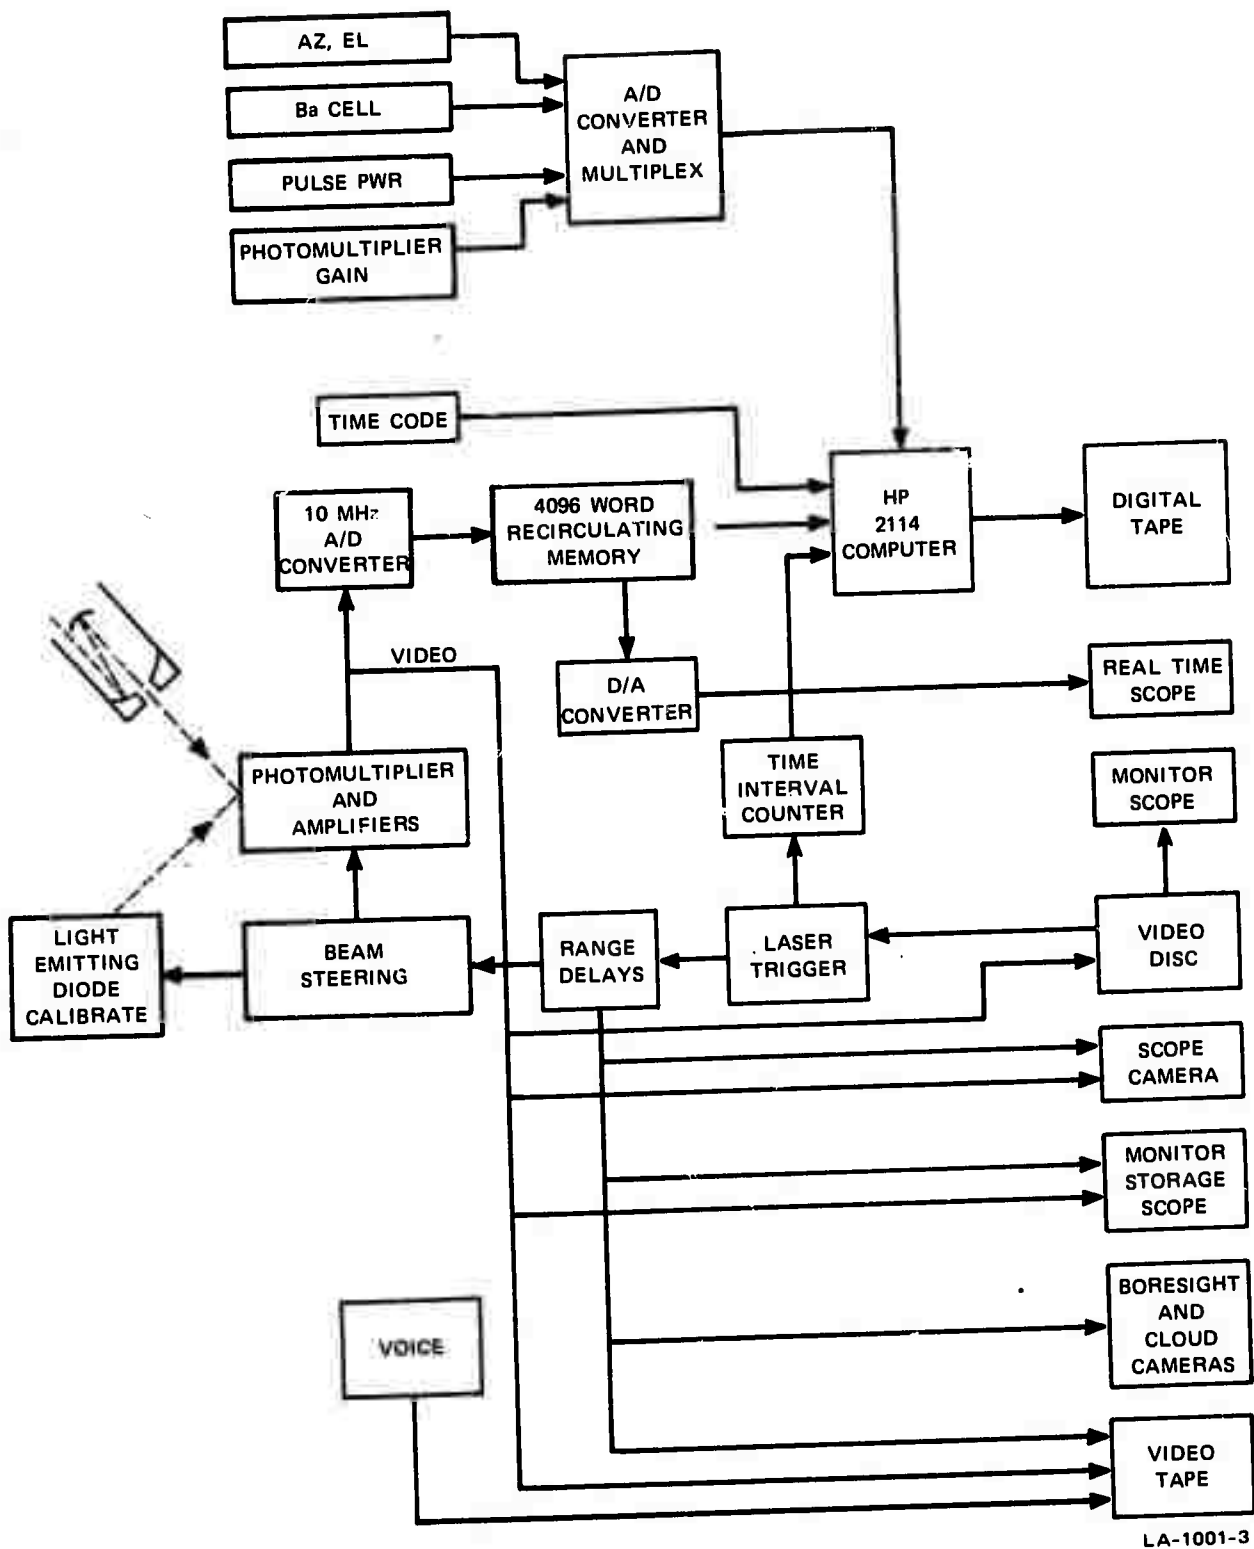 AZ, EL
Ba CELL
PULSE PWR
PHOTOMULTIPLIER
GAIN
A/D
CONVERTER
AND
MULTIPLEX
TIME CODE
10 MHz
A/D
CONVERTER
4096 WORD
RECIRCULATING
MEMORY
HP
2114
COMPUTER
DIGITAL
TAPE
VIDEO
D/A
CONVERTER
REAL TIME
SCOPE
PHOTOMULTIPLIER
AND
AMPLIFIERS
TIME
INTERVAL
COUNTER
MONITOR
SCOPE
LIGHT
EMITTING
DIODE
CALIBRATE
BEAM
STEERING
RANGE
DELAYS
LASER
TRIGGER
VIDEO
DISC
SCOPE
CAMERA
MONITOR
STORAGE
SCOPE
BORESIGHT
AND
CLOUD
CAMERAS
VOICE
VIDEO
TAPE
LA-1001-3